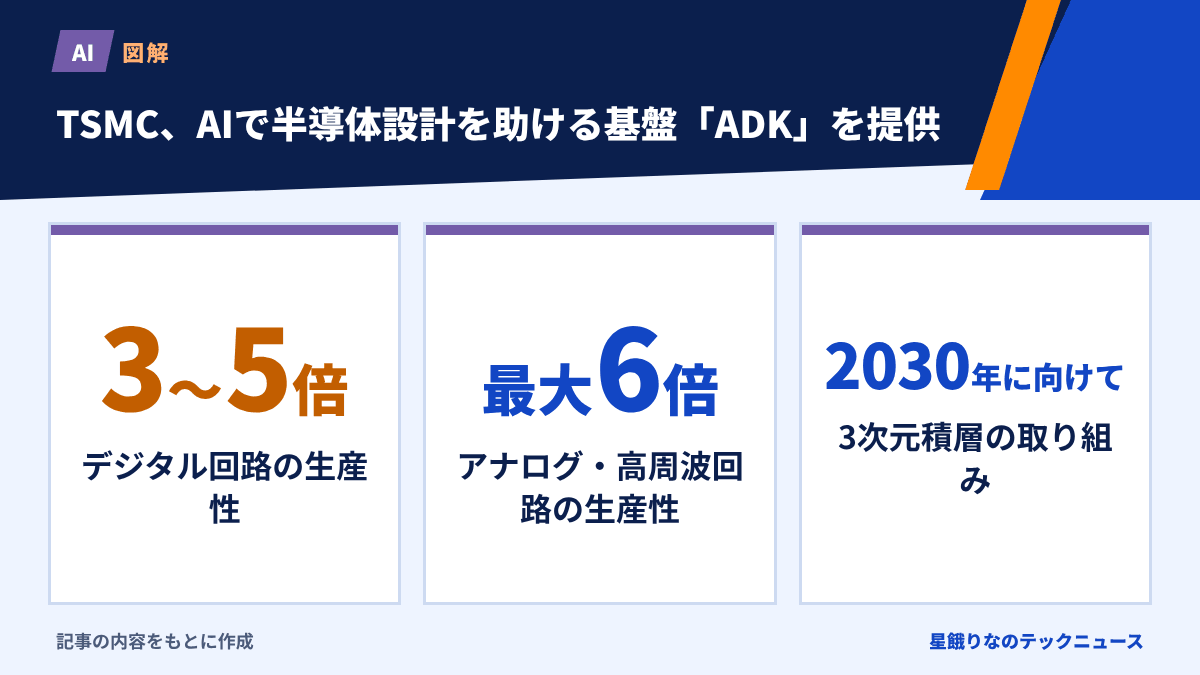 AI 図解
TSMC、AIで半導体設計を助ける基盤「ADK」を提供
3～5倍
デジタル回路の生産
性
最大6倍
アナログ・高周波回
路の生産性
2030年に向けて
3次元積層の取り組
み
記事の内容をもとに作成
星餓りなのテックニュース